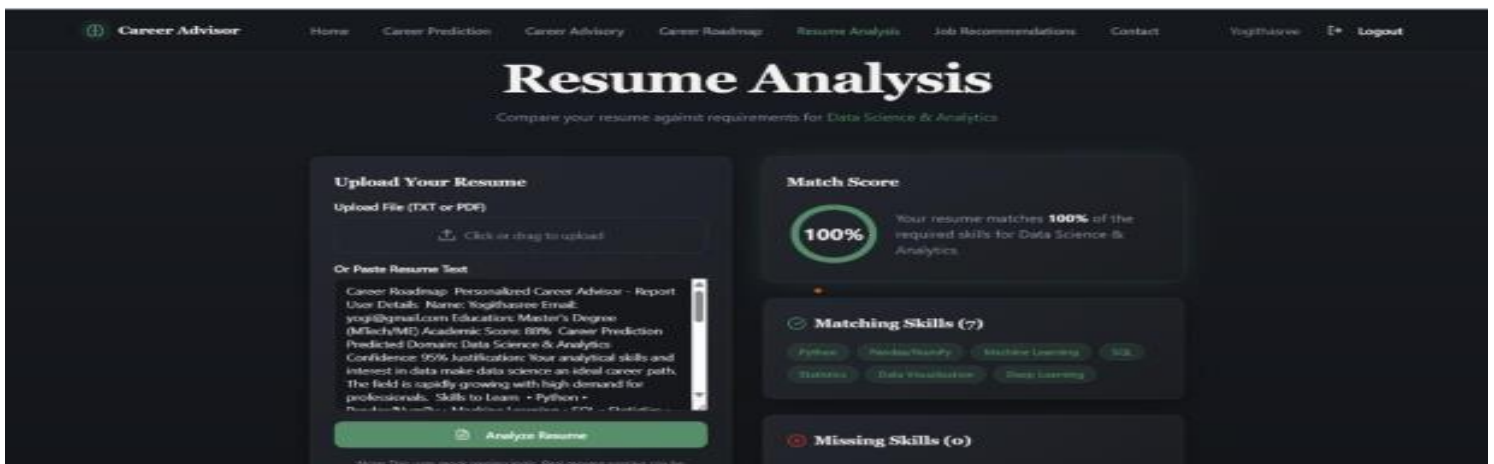 Career Advisor Home Career Prediction Career Advisory Career Roadmap Resume Analysis Job Recommendations Contact Yogithasree Logout
Resume Analysis
Compare your resume against requirements for Data Science & Analytics
Upload Your Resume
Upload File (TXT or PDF)
Click or drag to upload
Or Paste Resume Text
Career Roadmap Personalized Career Advisor - Report
User Details Name: Yogithasree Email:
yogi@gmail.com Education: Master's Degree
(MTech/ME) Academic Score: 88% Career Prediction
Predicted Domain: Data Science & Analytics
Confidence: 95% Justification: Your analytical skills and
interest in data make data science an ideal career path.
The field is rapidly growing with high demand for
professionals. Skills to Learn • Python •
Analyze Resume
Match Score
100%
Your resume matches 100% of the
required skills for Data Science &
Analytics
Matching Skills (7)
Python Pandas/NumPy Machine Learning SQL
Statistics Data Visualization Deep Learning
Missing Skills (0)